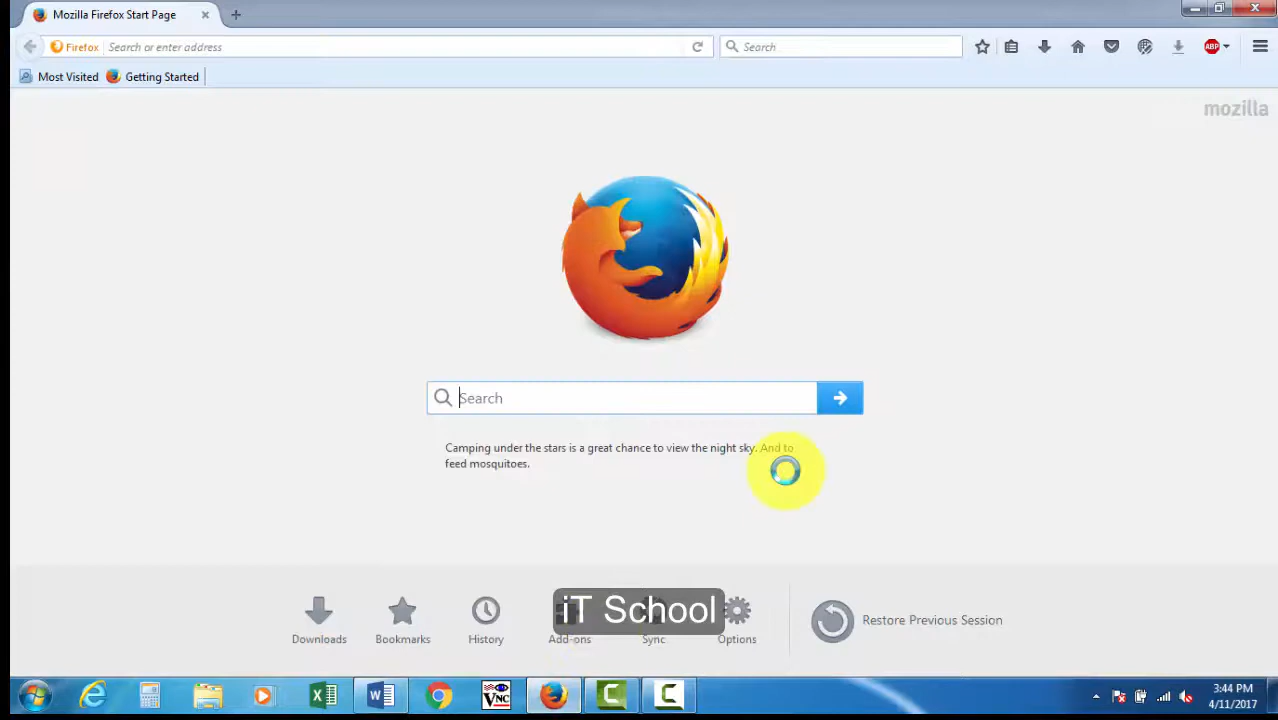 Mozilla Firefox Start Page
Firefox Search or enter address
Search
ABP
Most Visited Getting Started
mozilla
Search
Camping under the stars is a great chance to view the night sky. And to
feed mosquitoes.
iT School
Downloads Bookmarks History Add-ons Sync Options Restore Previous Session
VNC
3:44 PM
4/11/2017